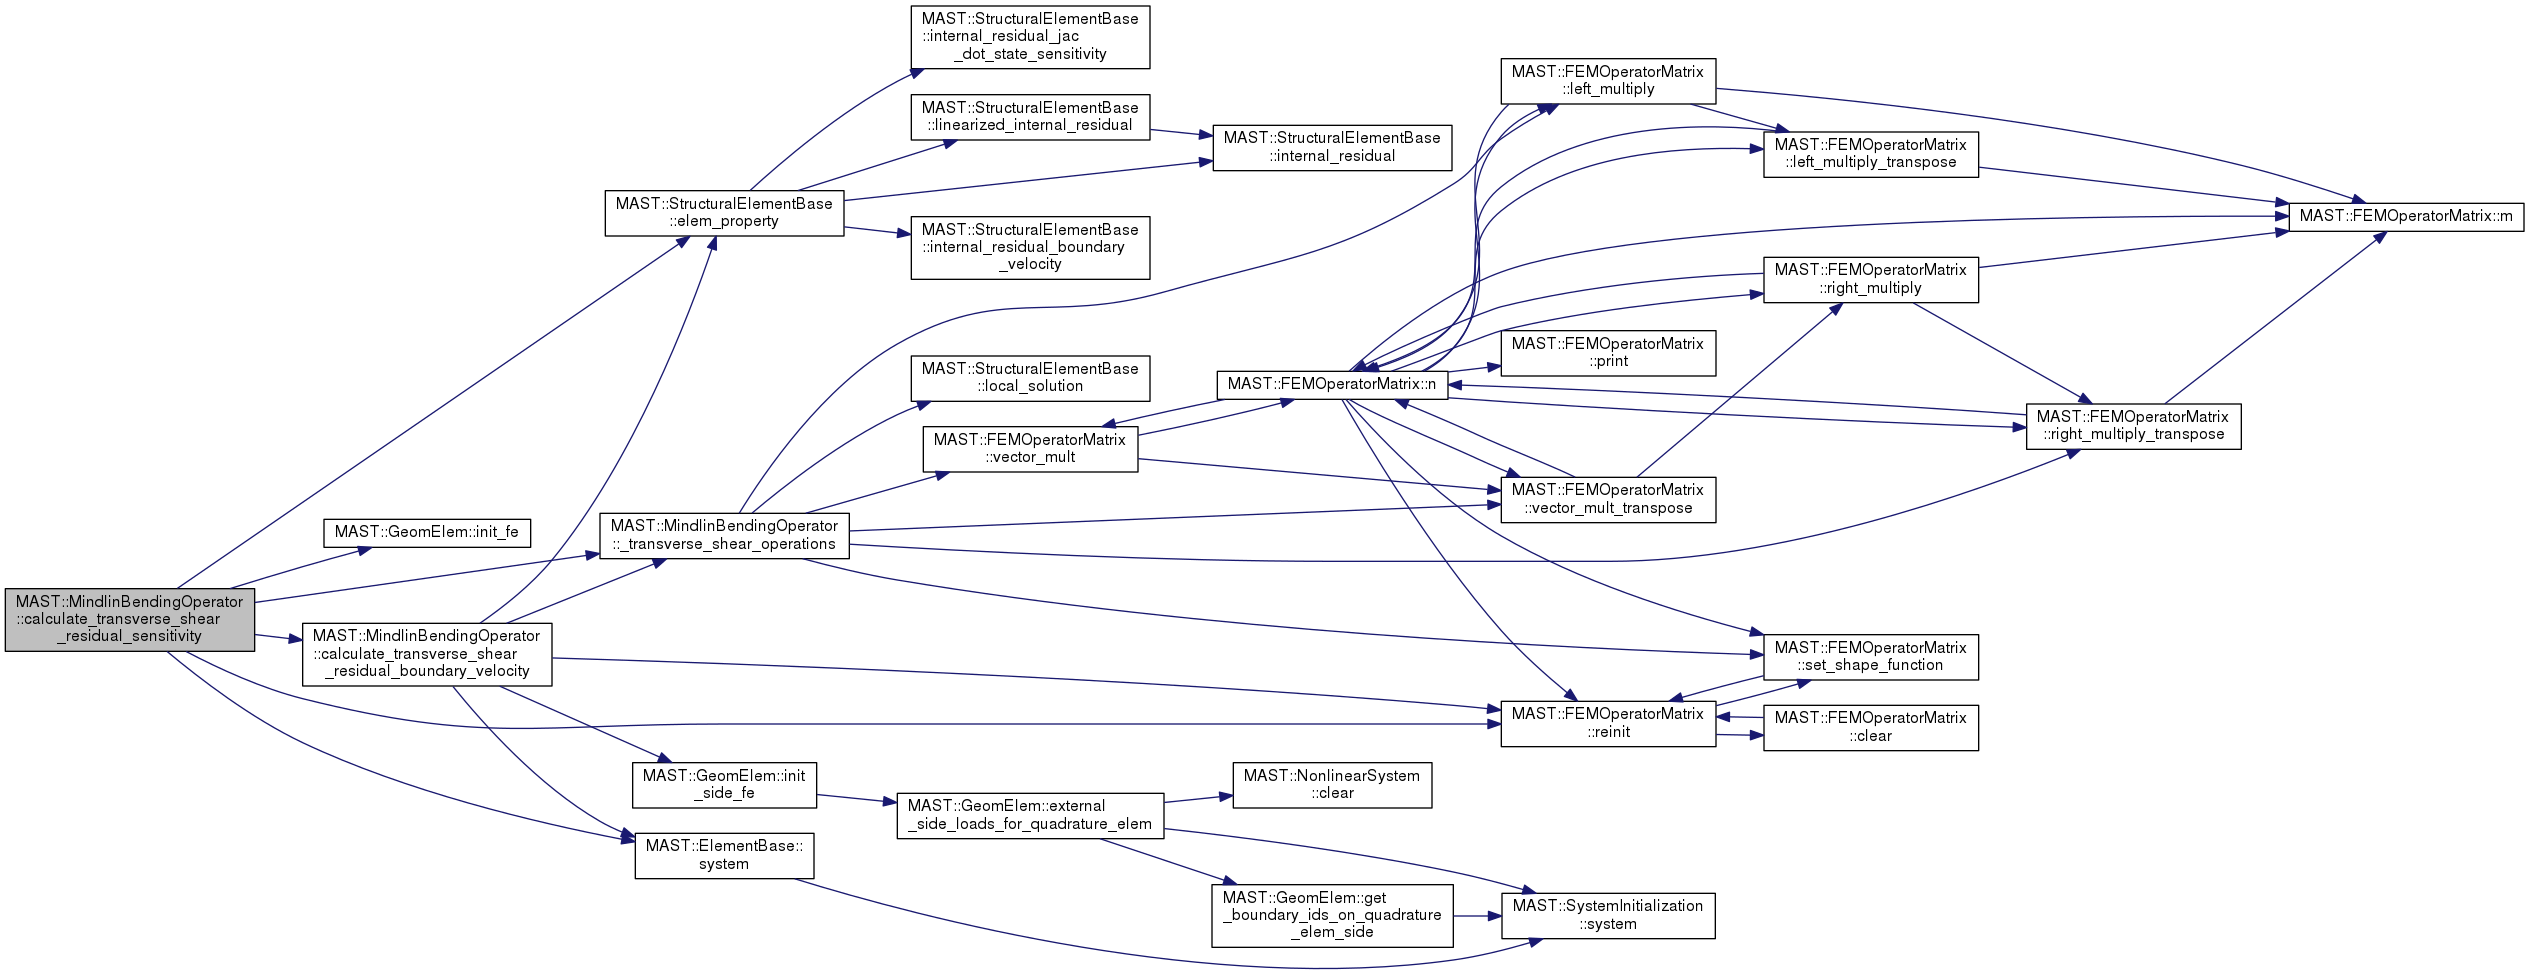 MAST::MindlinBendingOperator
::calculate_transverse_shear
_residual_sensitivity
MAST::StructuralElementBase
::elem_property
MAST::GeomElem::init_fe
MAST::MindlinBendingOperator
::_transverse_shear_operations
MAST::MindlinBendingOperator
::calculate_transverse_shear
_residual_boundary_velocity
MAST::GeomElem::init
_side_fe
MAST::ElementBase::
system
MAST::StructuralElementBase
::internal_residual_jac
_dot_state_sensitivity
MAST::StructuralElementBase
::linearized_internal_residual
MAST::StructuralElementBase
::internal_residual
MAST::StructuralElementBase
::internal_residual_boundary
_velocity
MAST::StructuralElementBase
::local_solution
MAST::FEMOperatorMatrix
::vector_mult
MAST::GeomElem::external
_side_loads_for_quadrature_elem
MAST::FEMOperatorMatrix::n
MAST::NonlinearSystem
::clear
MAST::GeomElem::get
_boundary_ids_on_quadrature
_elem_side
MAST::FEMOperatorMatrix
::left_multiply
MAST::FEMOperatorMatrix
::print
MAST::FEMOperatorMatrix
::vector_mult_transpose
MAST::FEMOperatorMatrix
::reinit
MAST::SystemInitialization
::system
MAST::FEMOperatorMatrix
::left_multiply_transpose
MAST::FEMOperatorMatrix
::right_multiply
MAST::FEMOperatorMatrix
::set_shape_function
MAST::FEMOperatorMatrix
::clear
MAST::FEMOperatorMatrix
::right_multiply_transpose
MAST::FEMOperatorMatrix::m